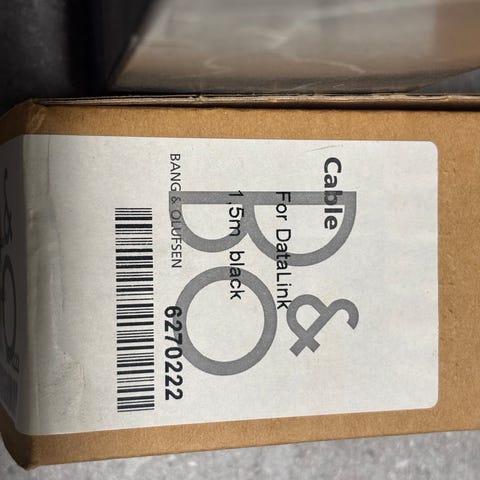 Cable
For DataLink
1,5m black
B&O
BANG & OLUFSEN
6270222